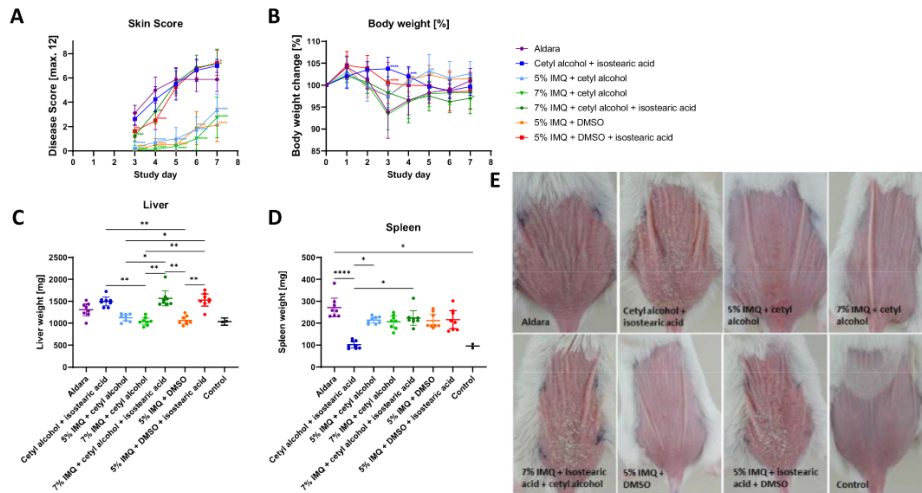 A
Skin Score
Disease Score [max. 12]
8
6
4
2
0
0 1 2 3 4 5 6 7 8
Study day
B
Body weight [%]
Body weight change [%]
110
105
100
95
90
85
0 1 2 3 4 5 6 7 8
Study day
Aldara
Cetyl alcohol + isostearic acid
5% IMQ + cetyl alcohol
7% IMQ + cetyl alcohol
7% IMQ + cetyl alcohol + isostearic acid
5% IMQ + DMSO
5% IMQ + DMSO + isostearic acid
C
Liver
Liver weight [mg]
2500
2000
1500
1000
500
0
**
*
**
*
**
**
**
**
Aldara
Cetyl alcohol + isostearic acid
5% IMQ + cetyl alcohol
7% IMQ + cetyl alcohol
7% IMQ + cetyl alcohol + isostearic acid
5% IMQ + DMSO
5% IMQ + DMSO + isostearic acid
Control
D
Spleen
Spleen weight [mg]
500
400
300
200
100
0
*
*
****
*
Aldara
Cetyl alcohol + isostearic acid
5% IMQ + cetyl alcohol
7% IMQ + cetyl alcohol
7% IMQ + cetyl alcohol + isostearic acid
5% IMQ + DMSO
5% IMQ + DMSO + isostearic acid
Control
E
Aldara
Cetyl alcohol +
isostearic acid
5% IMQ + cetyl
alcohol
7% IMQ + cetyl
alcohol
7% IMQ + isostearic
acid + cetyl alcohol
5% IMQ +
DMSO
5% IMQ + isostearic
acid + DMSO
Control